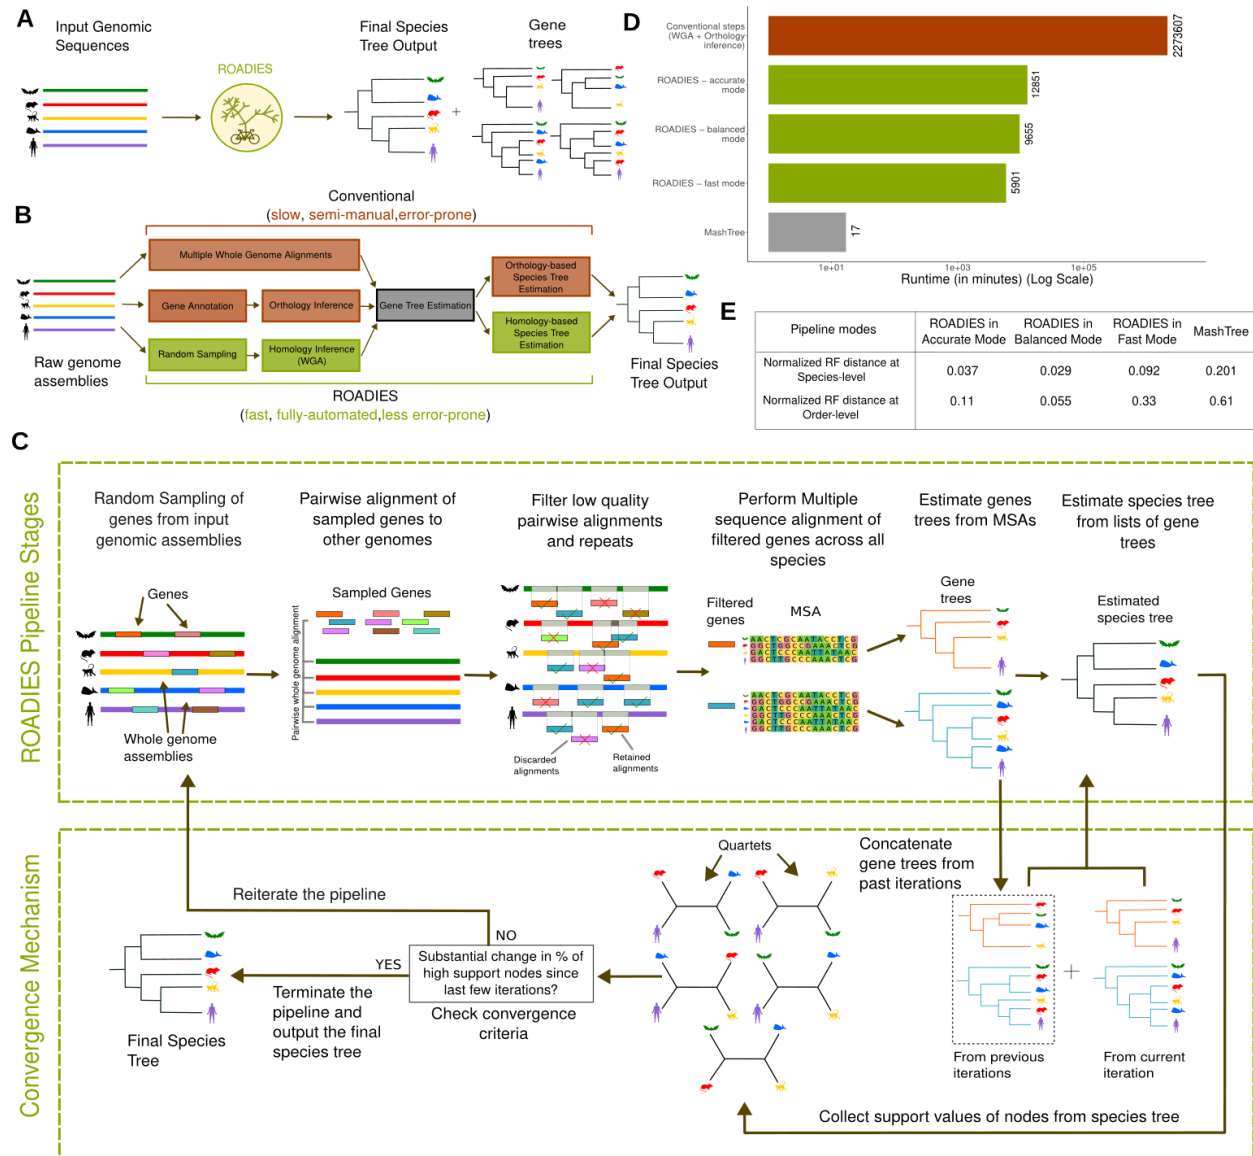 A
Input Genomic
Sequences
ROADIES
Final Species
Tree Output
+
Gene
trees
B
Conventional
(slow, semi-manual,error-prone)
Multiple Whole Genome Alignments
Gene Annotation
Orthology Inference
Gene Tree Estimation
Orthology-based
Species Tree
Estimation
Random Sampling
Homology Inference
(WGA)
Homology-based
Species Tree
Estimation
Raw genome
assemblies
Final Species
Tree Output
ROADIES
(fast, fully-automated,less error-prone)
D
Conventional steps
(WGA + Orthology
inference)
2273607
ROADIES − accurate
mode
12851
ROADIES − balanced
mode
9655
ROADIES − fast mode
5901
MashTree
17
1e+01
1e+03
1e+05
Runtime (in minutes) (Log Scale)
E
Pipeline modes
ROADIES in
Accurate Mode
ROADIES in
Balanced Mode
ROADIES in
Fast Mode
MashTree
Normalized RF distance at
Species-level
0.037
0.029
0.092
0.201
Normalized RF distance at
Order-level
0.11
0.055
0.33
0.61
C
ROADIES Pipeline Stages
Random Sampling of
genes from input
genomic assemblies
Genes
Whole genome
assemblies
Pairwise alignment of
sampled genes to
other genomes
Sampled Genes
Pairwise whole genome alignment
Filter low quality
pairwise alignments
and repeats
Discarded
alignments
Retained
alignments
Perform Multiple
sequence alignment of
filtered genes across all
species
Filtered
genes
MSA
AACTCGCAATACCTCG
GGCTGGCCGAAACTCG
GACTCCCAATTATAAC
GGCTTGCCCAAACTCG
AACTCGCAATACCTCG
GGCTGGCCGAAACTCG
GACTCCCAATTATAAC
GGCTTGCCCAAACTCG
GACTCCCAATTATAAC
GGCTTGCCCAAACTCG
Estimate genes
trees from MSAs
Gene
trees
Estimate species tree
from lists of gene
trees
Estimated
species tree
Convergence Mechanism
Reiterate the pipeline
NO
YES
Substantial change in % of
high support nodes since
last few iterations?
Check convergence
criteria
Terminate the
pipeline and
output the final
species tree
Final Species
Tree
Quartets
Concatenate
gene trees from
past iterations
+
From previous
iterations
From current
iteration
Collect support values of nodes from species tree